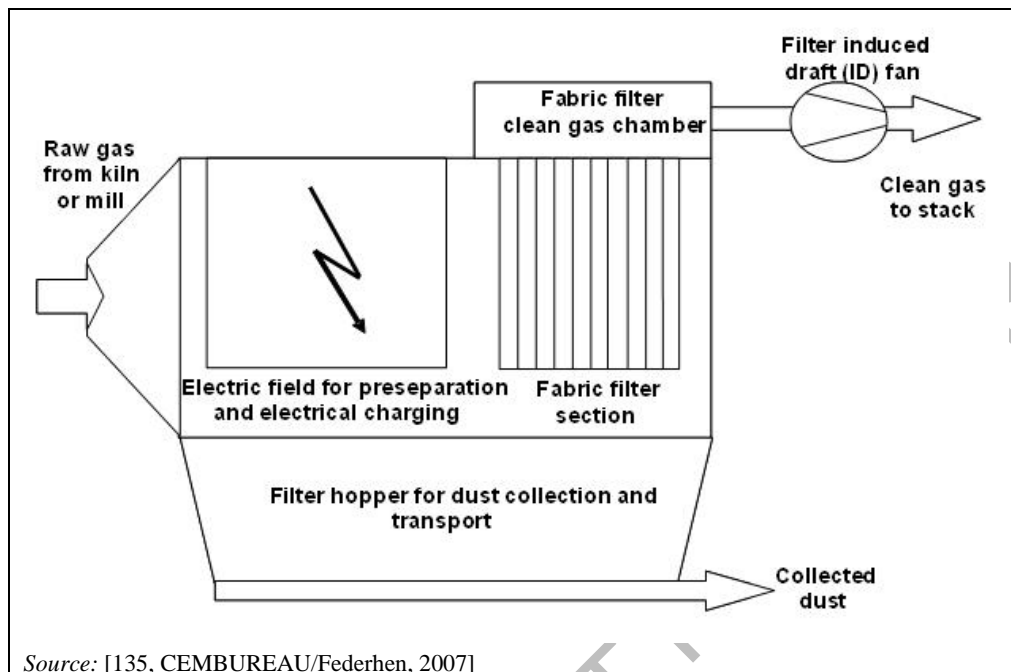 Filter induced
draft (ID) fan
Fabric filter
clean gas chamber
Raw gas
from kiln
or mill
Clean gas
to stack
Electric field for preseparation
and electrical charging
Fabric filter
section
Filter hopper for dust collection and
transport
Collected
dust
Source: [135, CEMBUREAU/Federhen, 2007]